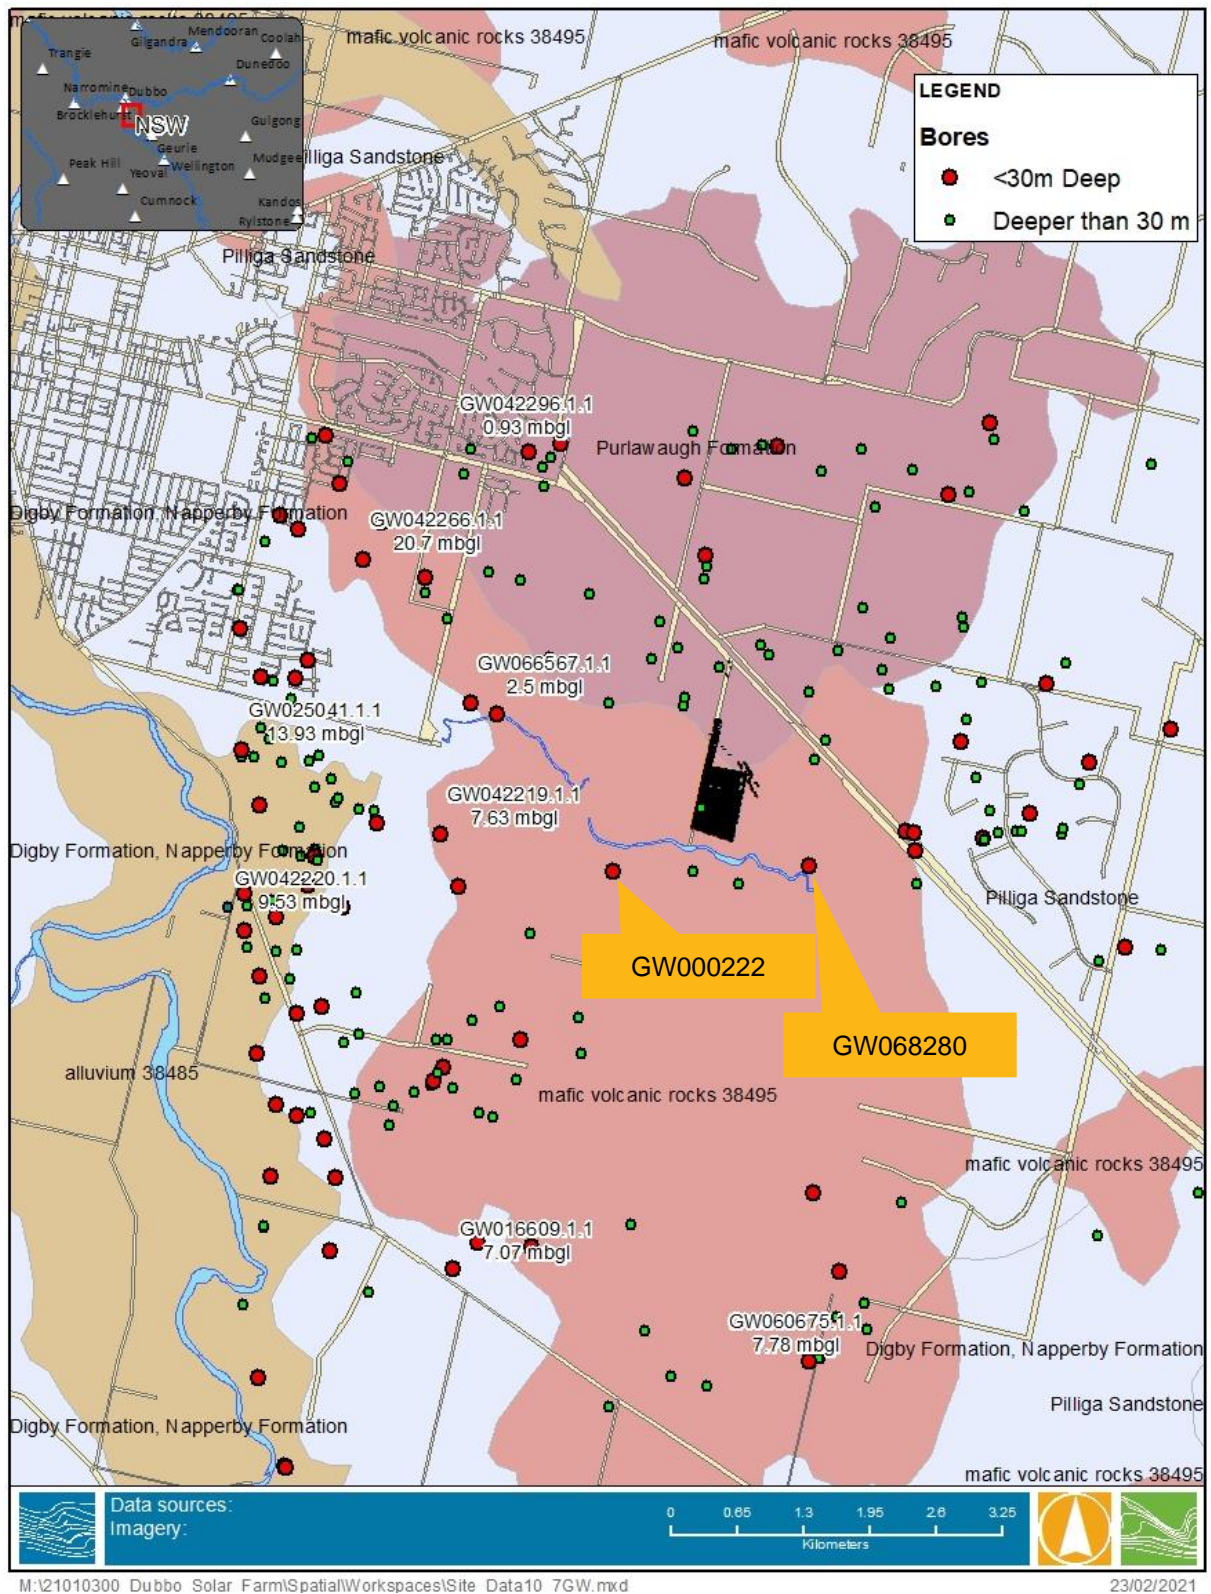 mafic volcanic rocks 38495
mafic volcanic rocks 38495
mafic volcanic rocks 38495
Mendooran
Gilgandra
Coolah
Trangie
Dunedoo
Narromine
Dubbo
Brocklehurst
NSW
Gulgong
Geurie
Peak Hill
Wellington
Mudgee
Yeoval
Cumnock
Kandos
Rylstone
LEGEND
Bores
<30m Deep
Deeper than 30 m
illiga Sandstone
Pilliga Sandstone
GW042296.1.1
0.93 mbgl
Purlawaugh Formation
Digby Formation, Napperby Formation
GW042266.1.1
20.7 mbgl
GW066567.1.1
2.5 mbgl
GW025041.1.1
13.93 mbgl
GW042219.1.1
7.63 mbgl
Digby Formation, Napperby Formation
GW042220.1.1
9.53 mbgl
Pilliga Sandstone
GW000222
GW068280
alluvium 38485
mafic volcanic rocks 38495
mafic volcanic rocks 38495
GW016609.1.1
7.07 mbgl
GW060675.1.1
7.78 mbgl
Digby Formation, Napperby Formation
Pilliga Sandstone
Digby Formation, Napperby Formation
mafic volcanic rocks 38495
Data sources:
Imagery:
0 0.65 1.3 1.95 2.6 3.25
Kilometers
M:\21010300_Dubbo_Solar_Farm\Spatial\Workspaces\Site_Data10_7GW.mxd
23/02/2021